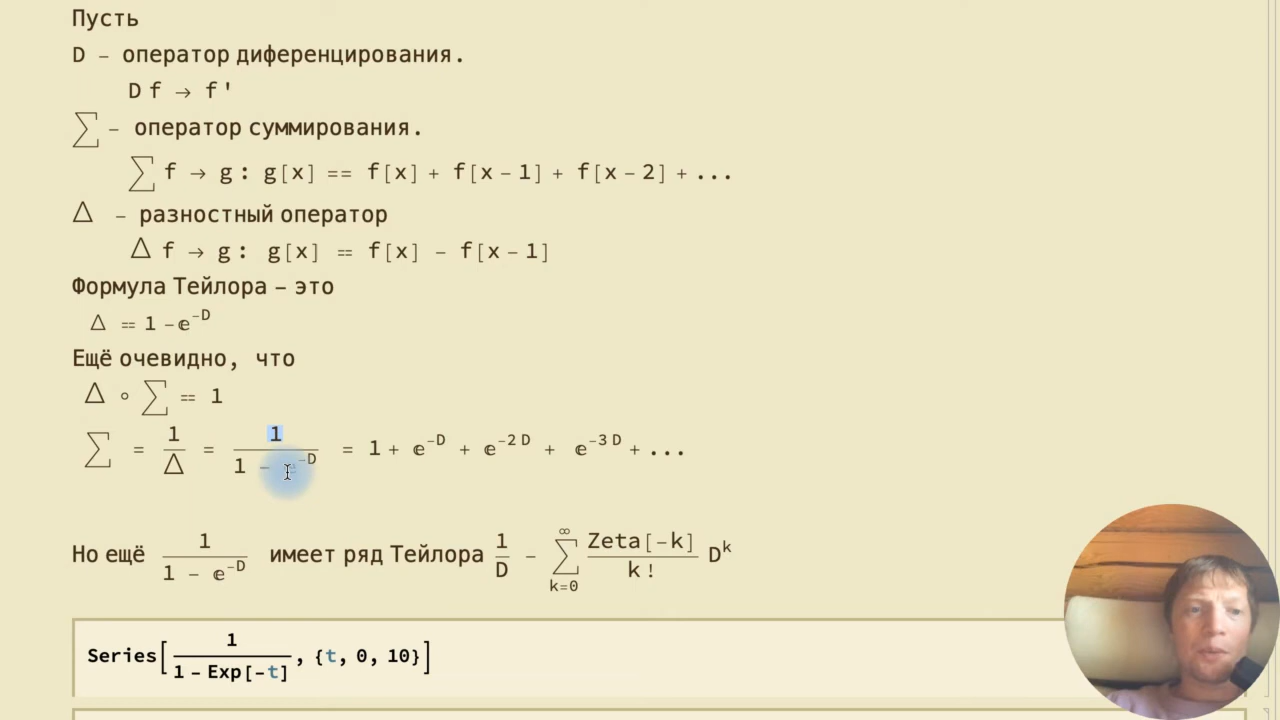 Пусть
D – оператор диференцирования.
D f → f '
∑ – оператор суммирования.
∑ f → g : g[x] == f[x] + f[x - 1] + f[x - 2] + ...
Δ – разностный оператор
Δ f → g : g[x] == f[x] - f[x - 1]
Формула Тейлора – это
Δ == 1 - e^-D
Ещё очевидно, что
Δ ∘ ∑ == 1
∑ = 1/Δ = 1/(1 - e^-D) = 1 + e^-D + e^-2 D + e^-3 D + ...
Но ещё 1/(1 - e^-D) имеет ряд Тейлора 1/D - ∑_{k=0}^∞ Zeta[-k]/k! D^k
Series[1/(1 - Exp[-t]), {t, 0, 10}]